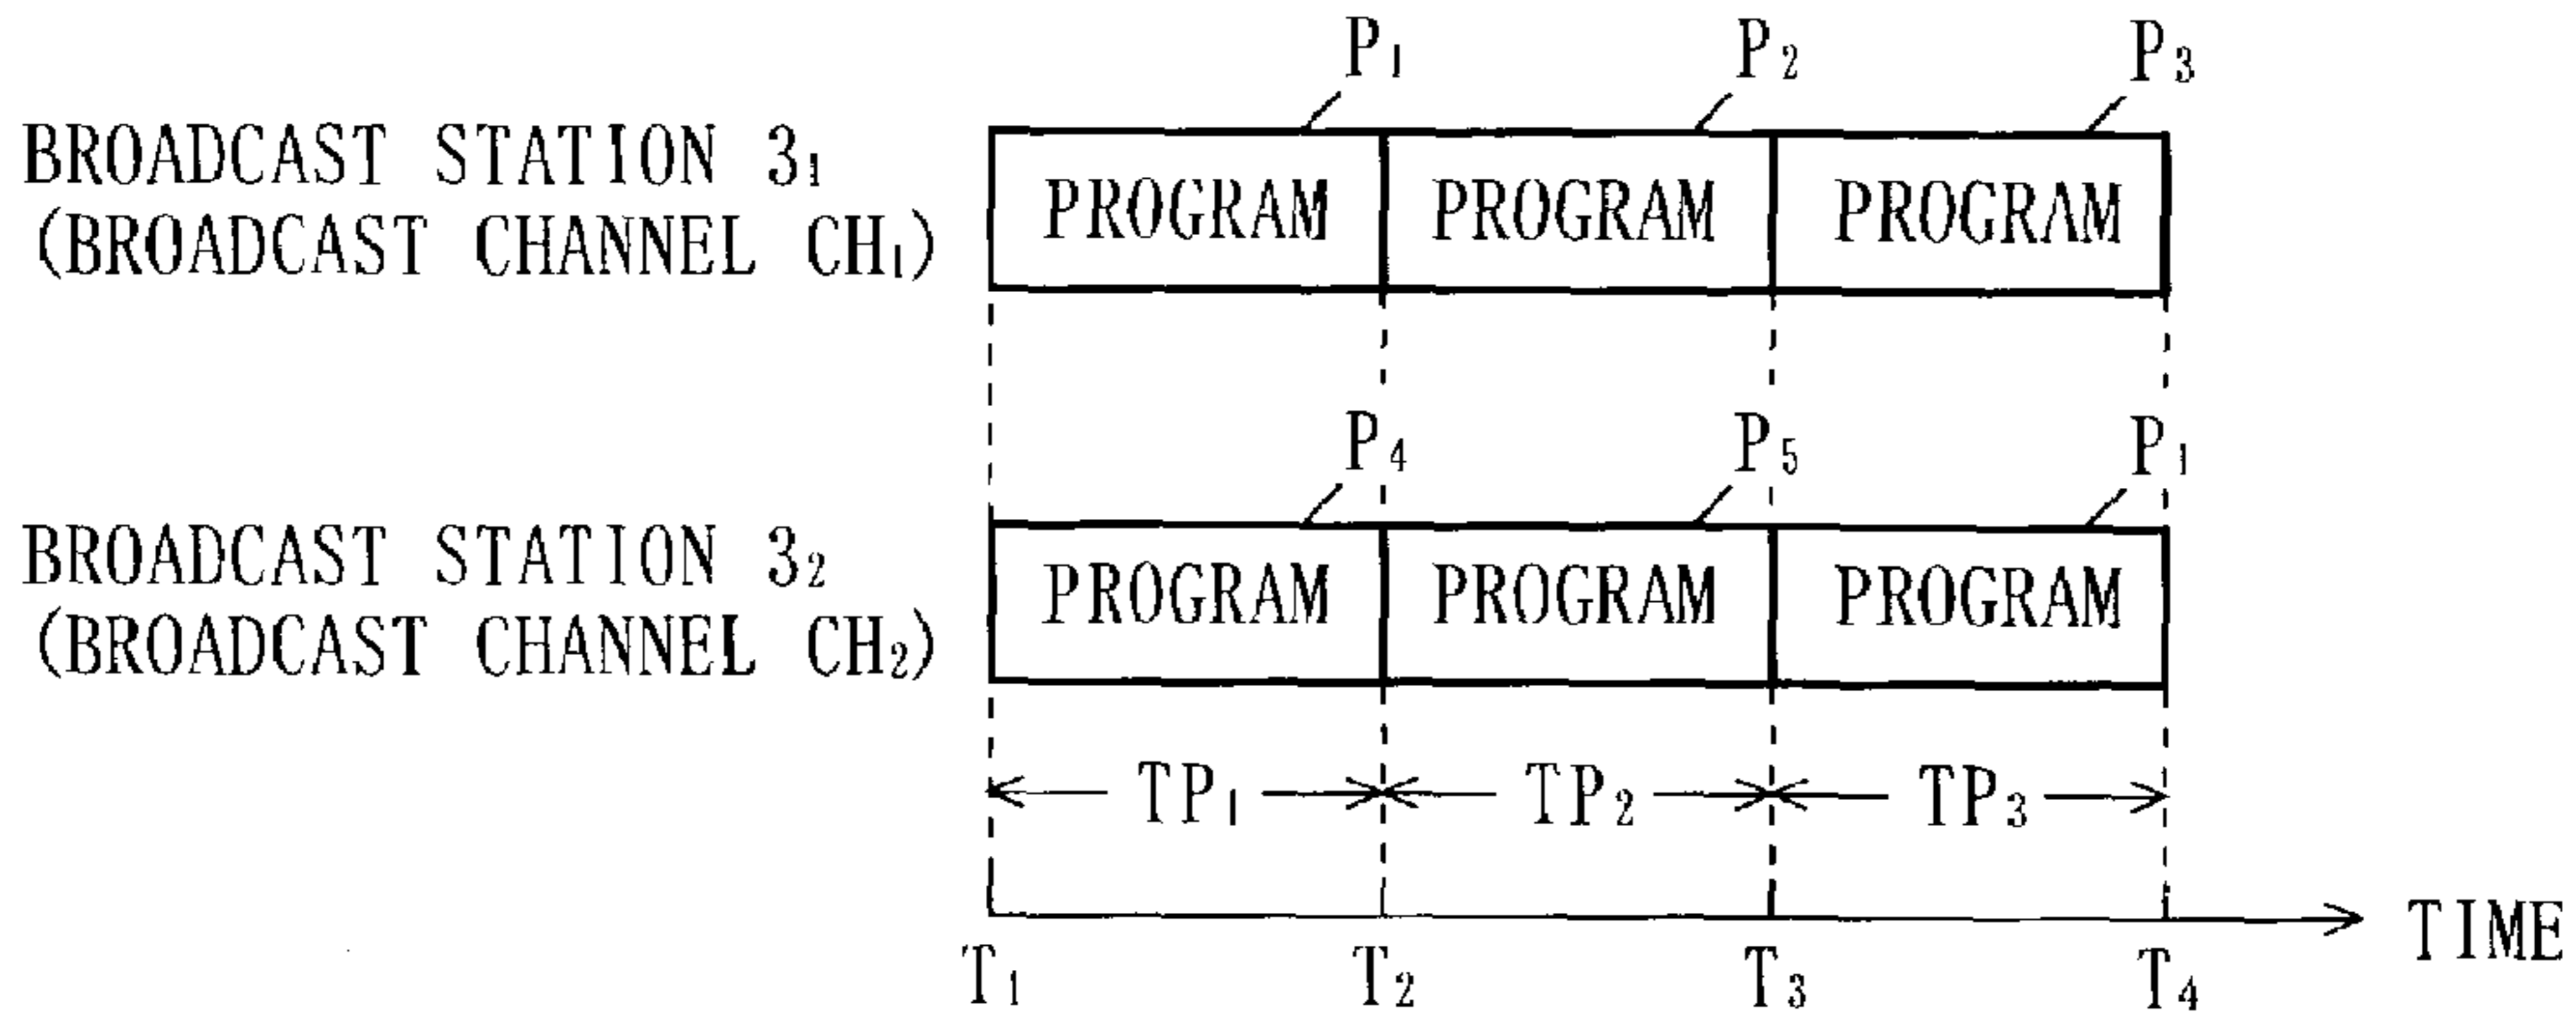 P₁ P₂ P₃
BROADCAST STATION 3₁
(BROADCAST CHANNEL CH₁)
PROGRAM PROGRAM PROGRAM
P₄ P₅ P₁
BROADCAST STATION 3₂
(BROADCAST CHANNEL CH₂)
PROGRAM PROGRAM PROGRAM
TP₁ TP₂ TP₃
TIME
T₁ T₂ T₃ T₄